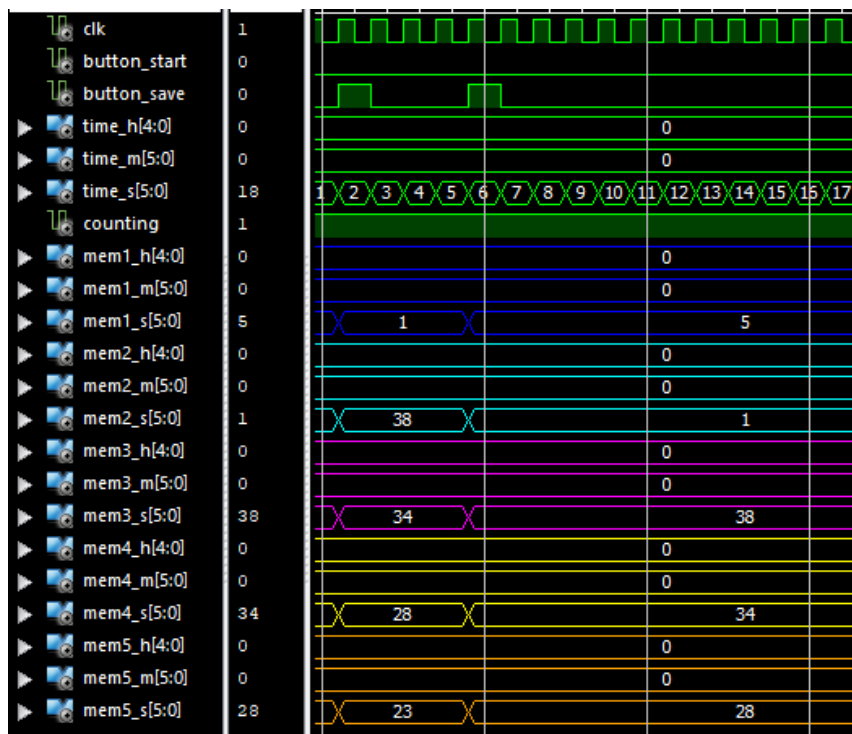 clk 1
button_start 0
button_save 0
time_h[4:0] 0 0
time_m[5:0] 0 0
time_s[5:0] 18 1 2 3 4 5 6 7 8 9 10 11 12 13 14 15 16 17
counting 1
mem1_h[4:0] 0 0
mem1_m[5:0] 0 0
mem1_s[5:0] 5 1 5
mem2_h[4:0] 0 0
mem2_m[5:0] 0 0
mem2_s[5:0] 1 38 1
mem3_h[4:0] 0 0
mem3_m[5:0] 0 0
mem3_s[5:0] 38 34 38
mem4_h[4:0] 0 0
mem4_m[5:0] 0 0
mem4_s[5:0] 34 28 34
mem5_h[4:0] 0 0
mem5_m[5:0] 0 0
mem5_s[5:0] 28 23 28